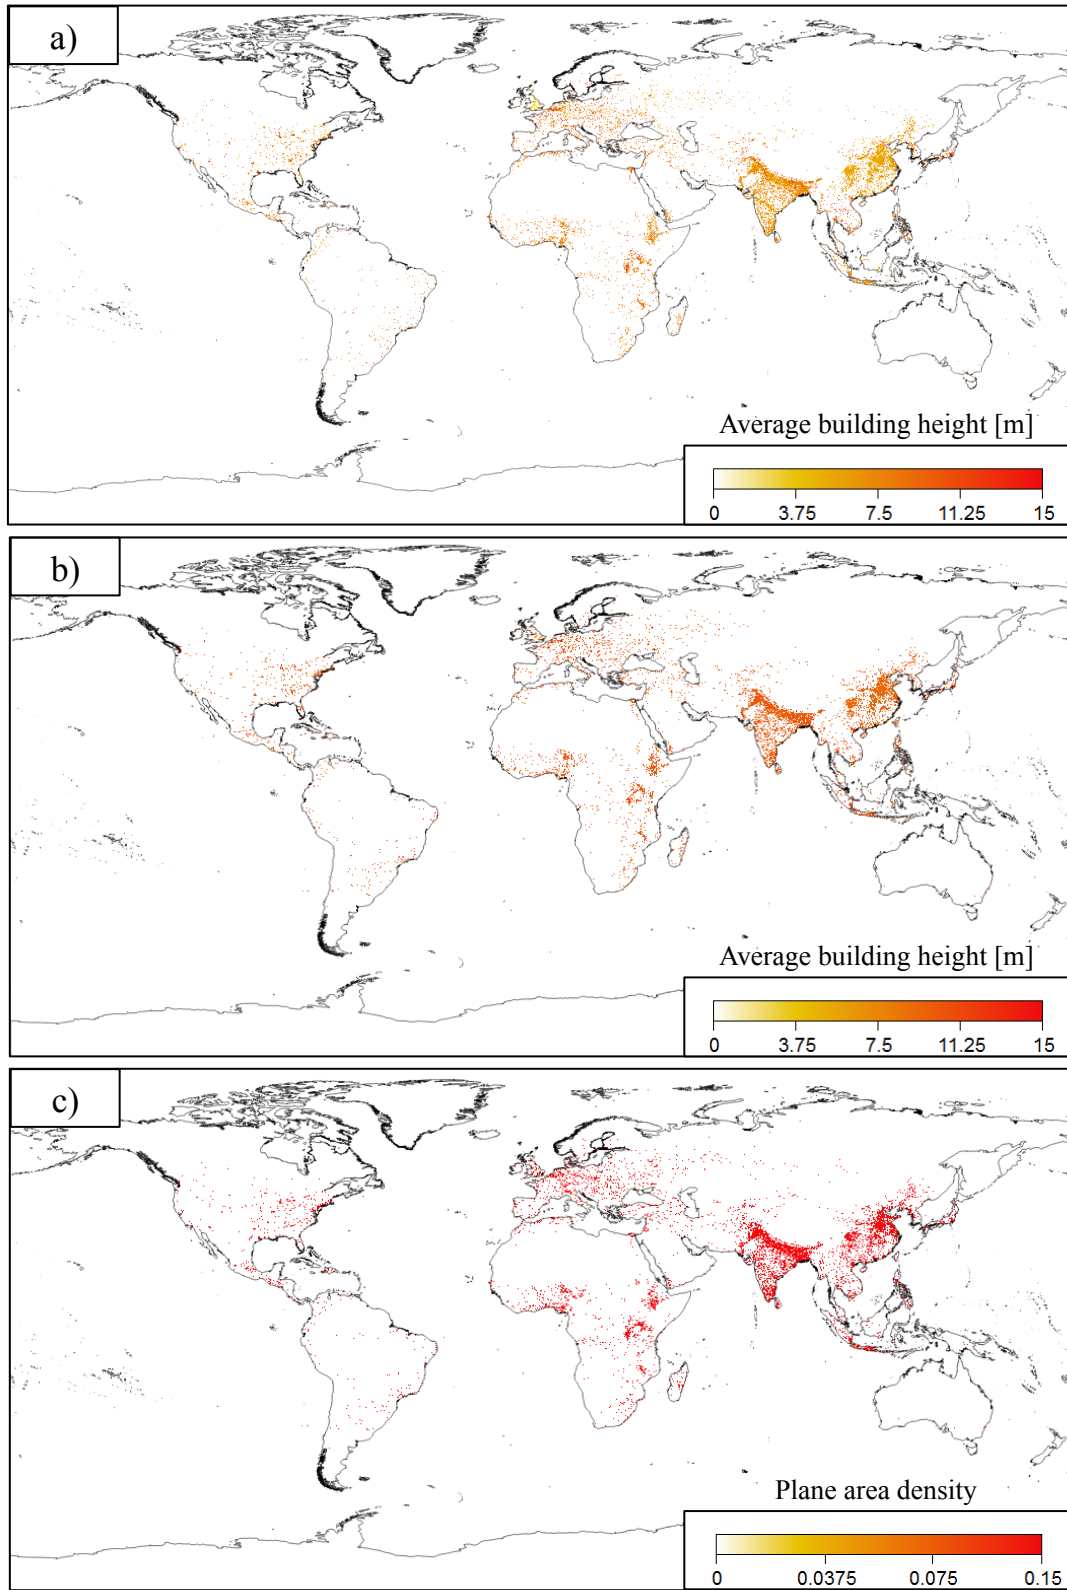 a)
Average building height [m]
0 3.75 7.5 11.25 15
b)
Average building height [m]
0 3.75 7.5 11.25 15
c)
Plane area density
0 0.0375 0.075 0.15